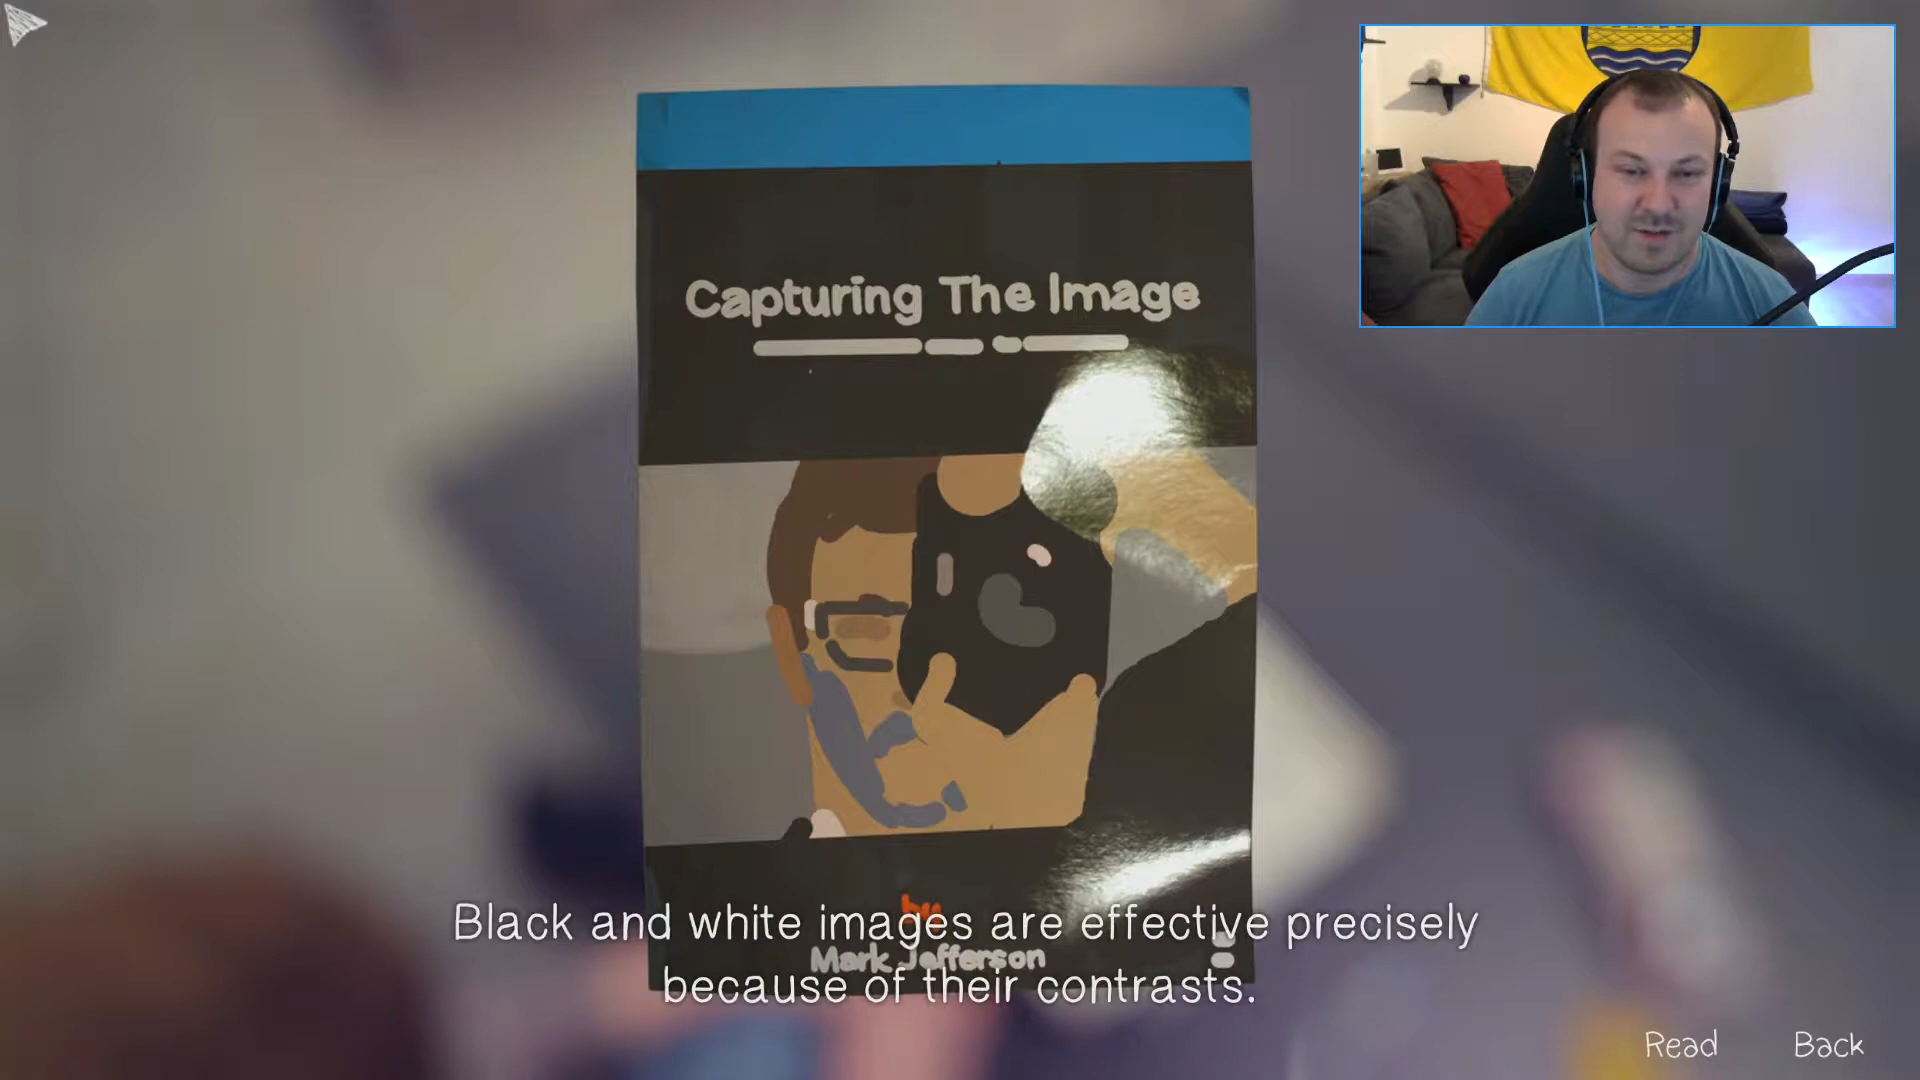 Capturing The Image
by
Mark Jefferson
Black and white images are effective precisely
because of their contrasts.
Read
Back